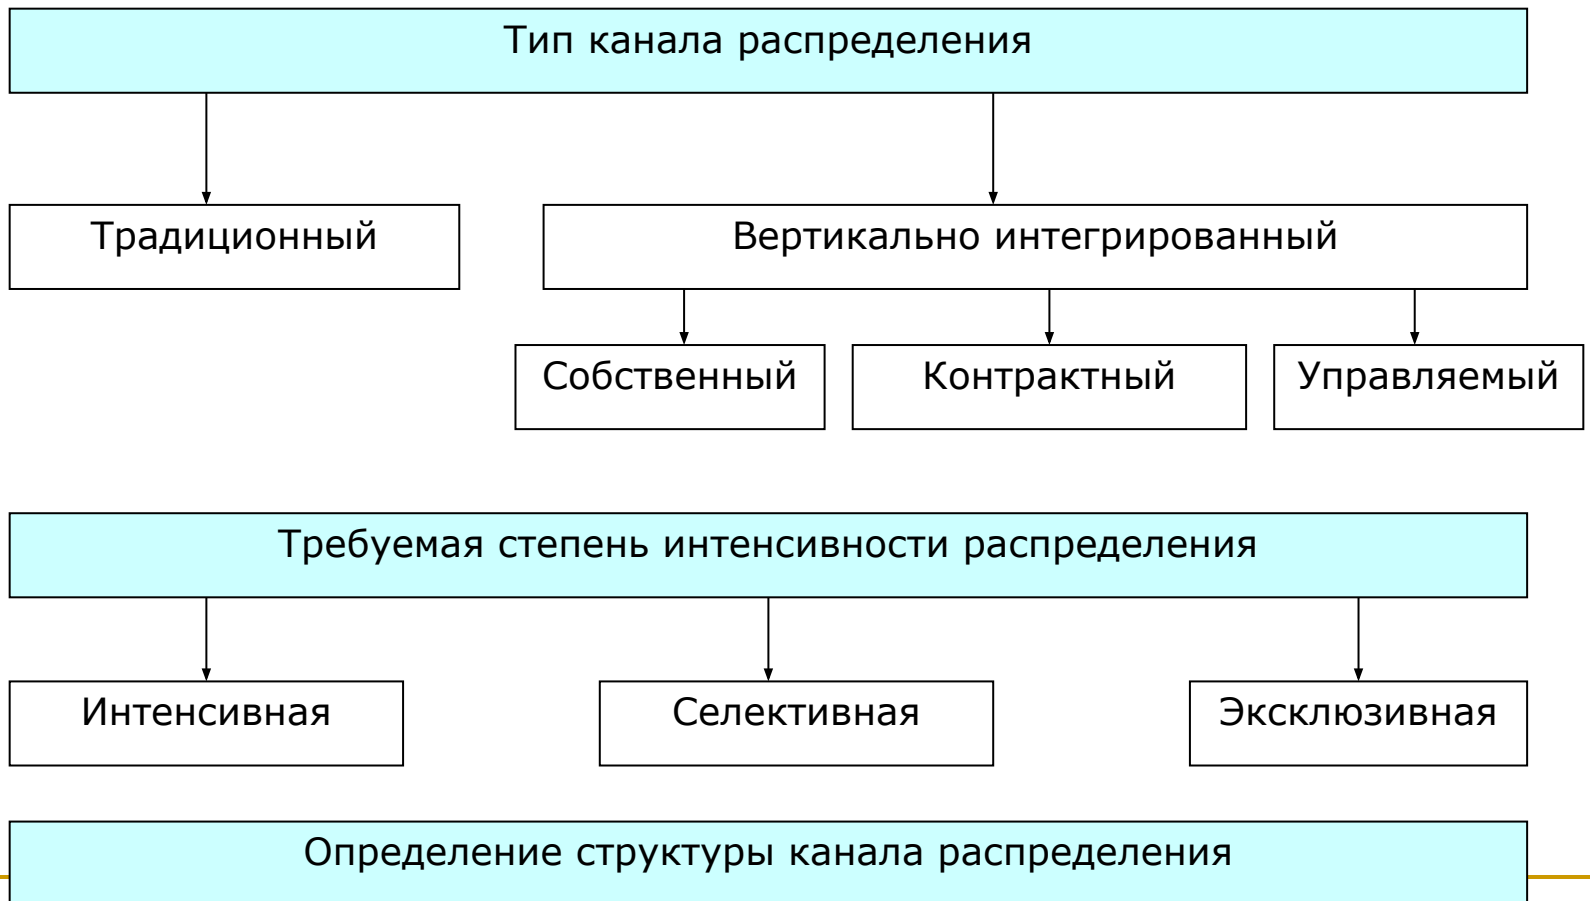 Тип канала распределения
Традиционный
Вертикально интегрированный
Собственный
Контрактный
Управляемый
Требуемая степень интенсивности распределения
Интенсивная
Селективная
Эксклюзивная
Определение структуры канала распределения